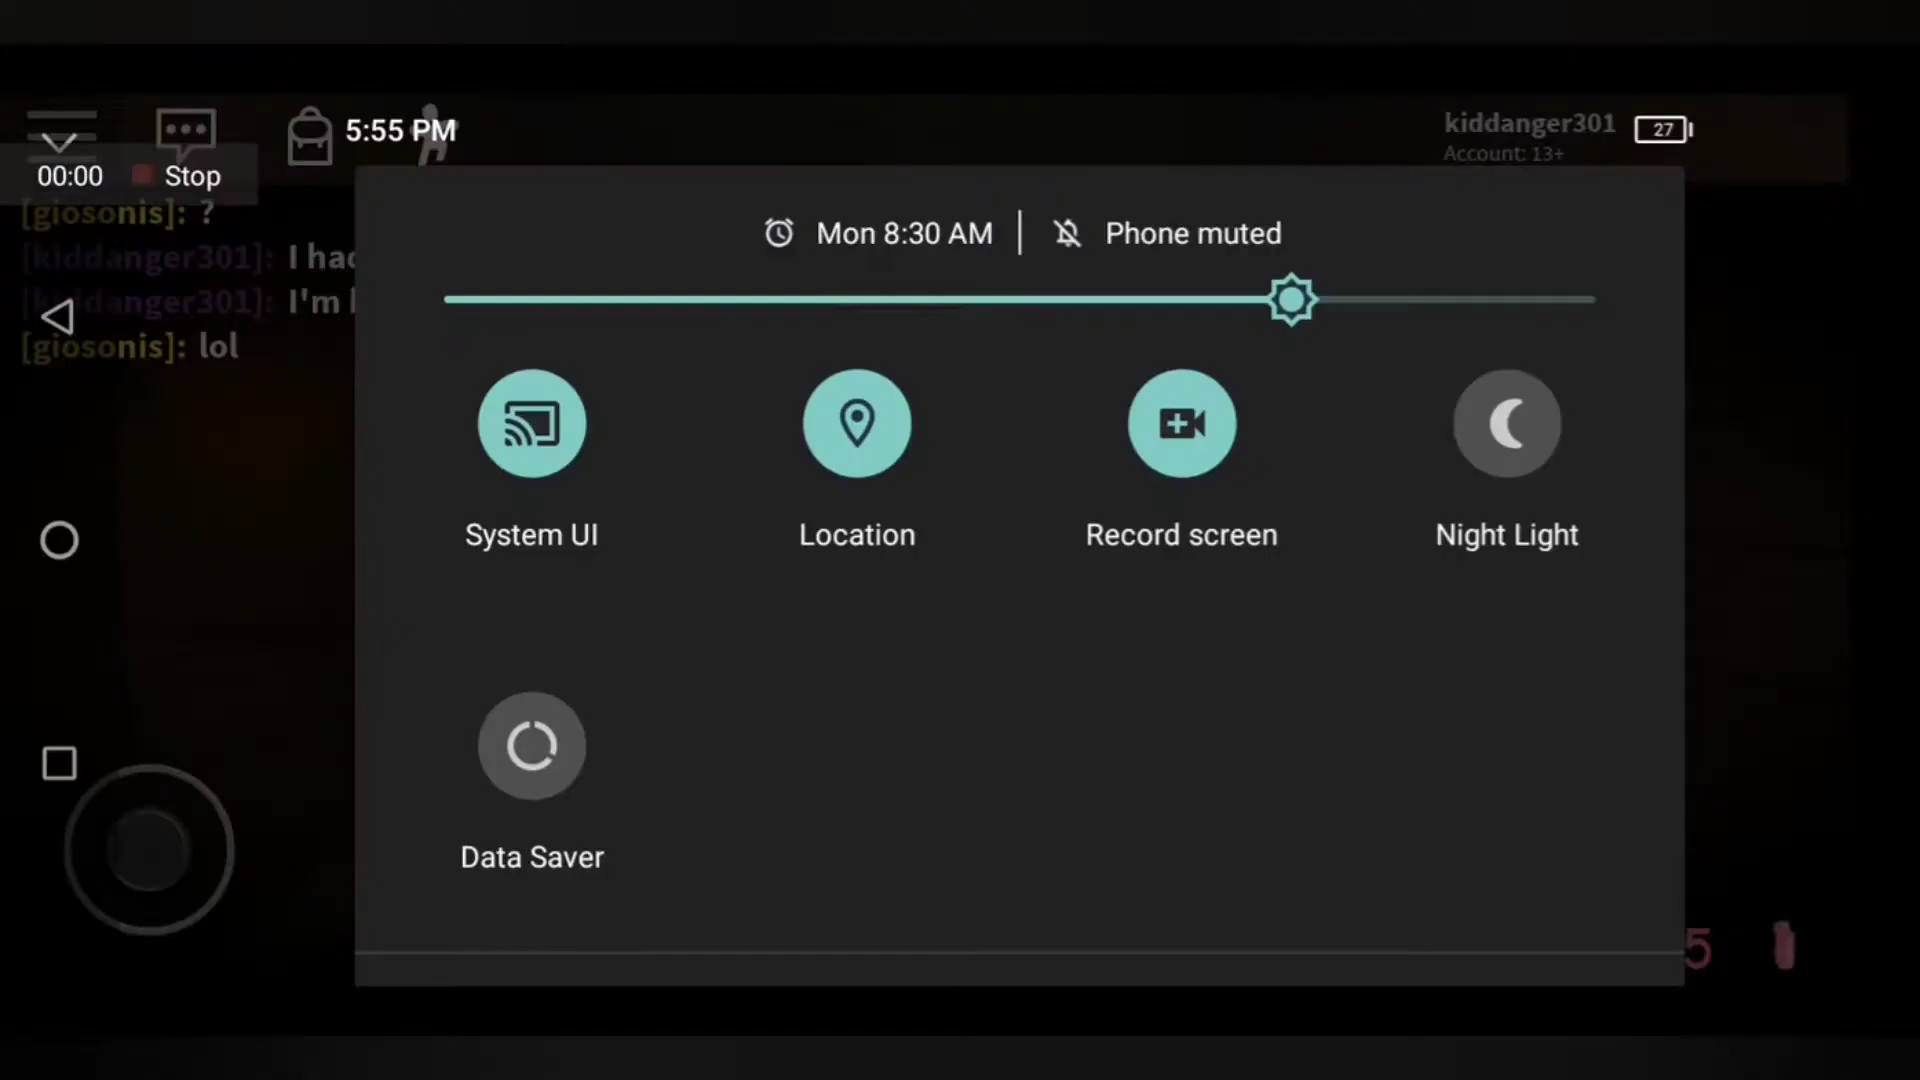 5:55 PM
kiddanger301
27
Account: 13+
00:00
Stop
[giosonis]: ?
[kiddanger301]: I had
[kiddanger301]: I'm
[giosonis]: lol
Mon 8:30 AM
Phone muted
System UI
Location
Record screen
Night Light
Data Saver
5